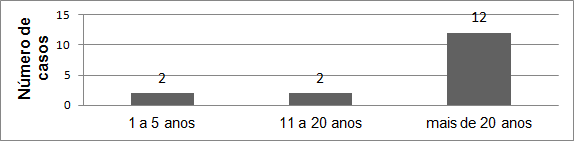 Número de
casos
15
10
5
0
2
2
12
1 a 5 anos
11 a 20 anos
mais de 20 anos